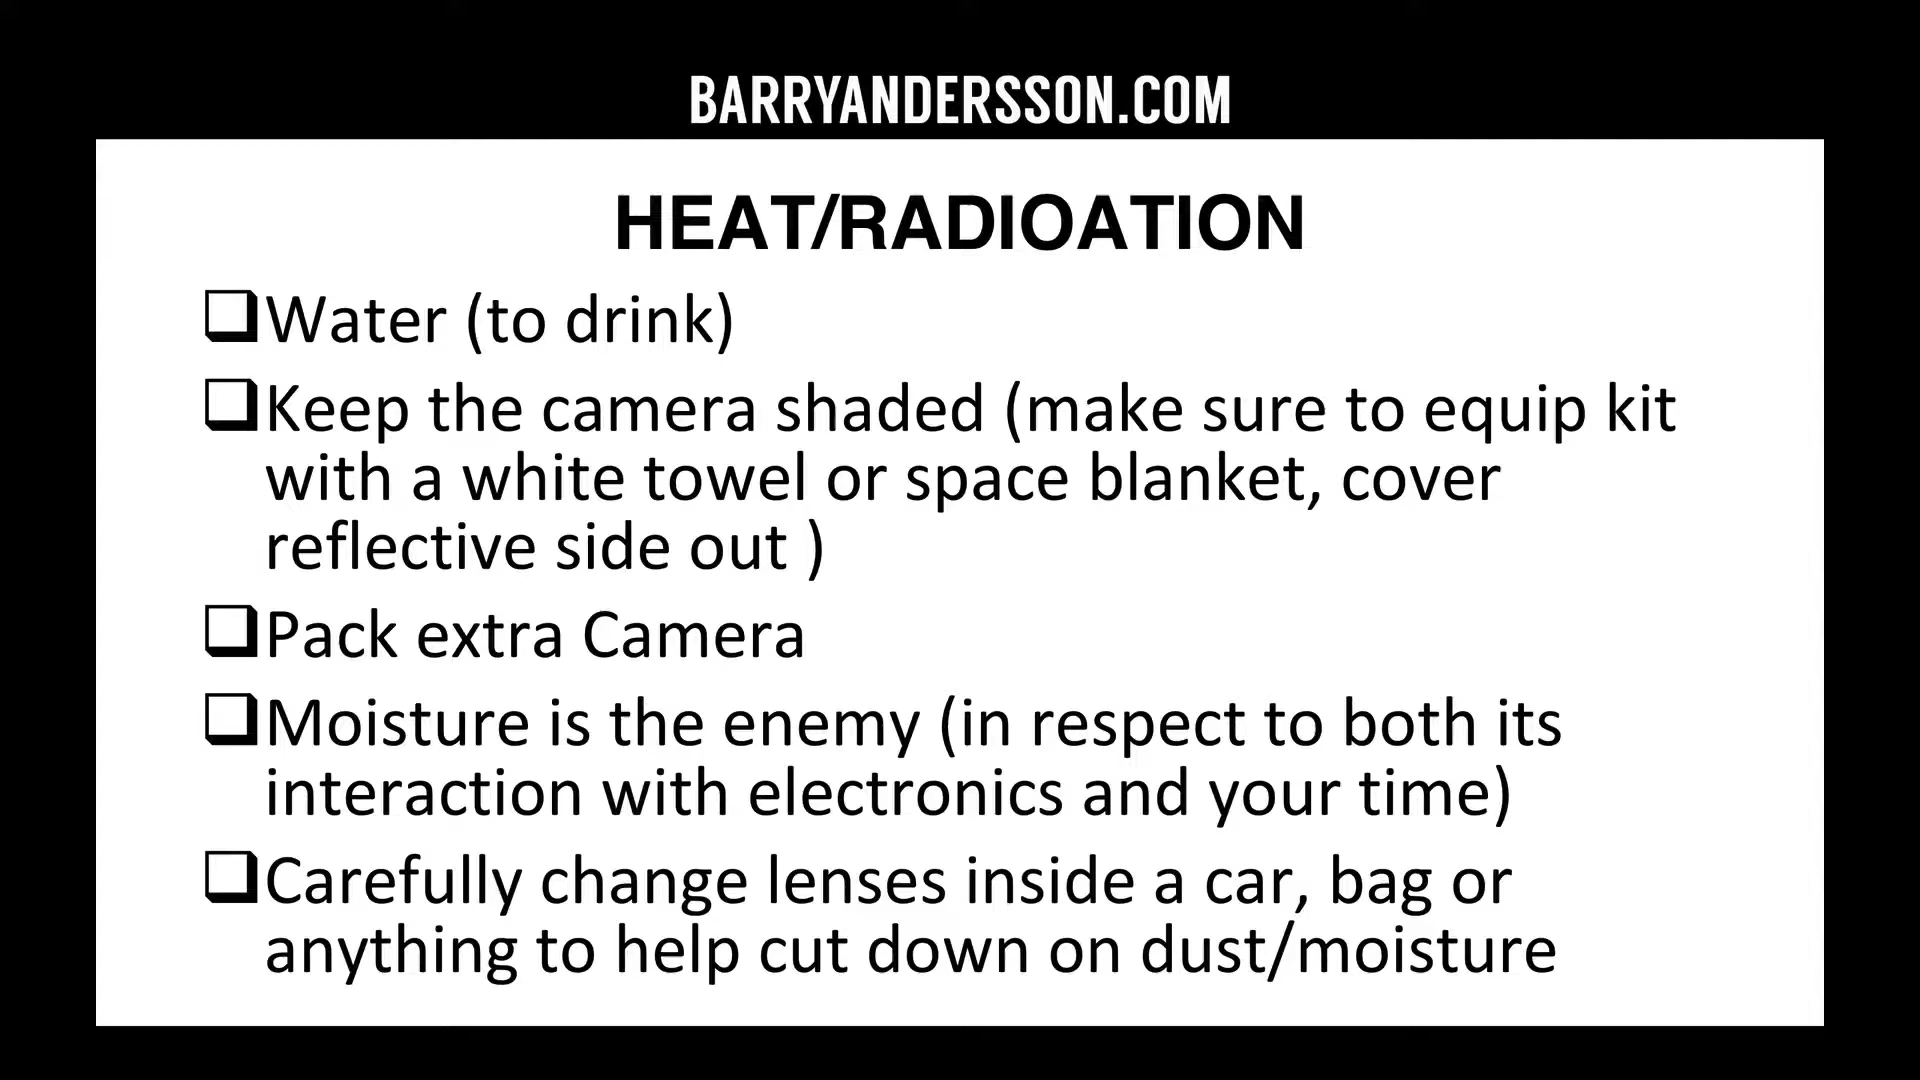 BARRYANDERSSON.COM
HEAT/RADIOATION
❑Water (to drink)
❑Keep the camera shaded (make sure to equip kit
with a white towel or space blanket, cover
reflective side out )
❑Pack extra Camera
❑Moisture is the enemy (in respect to both its
interaction with electronics and your time)
❑Carefully change lenses inside a car, bag or
anything to help cut down on dust/moisture